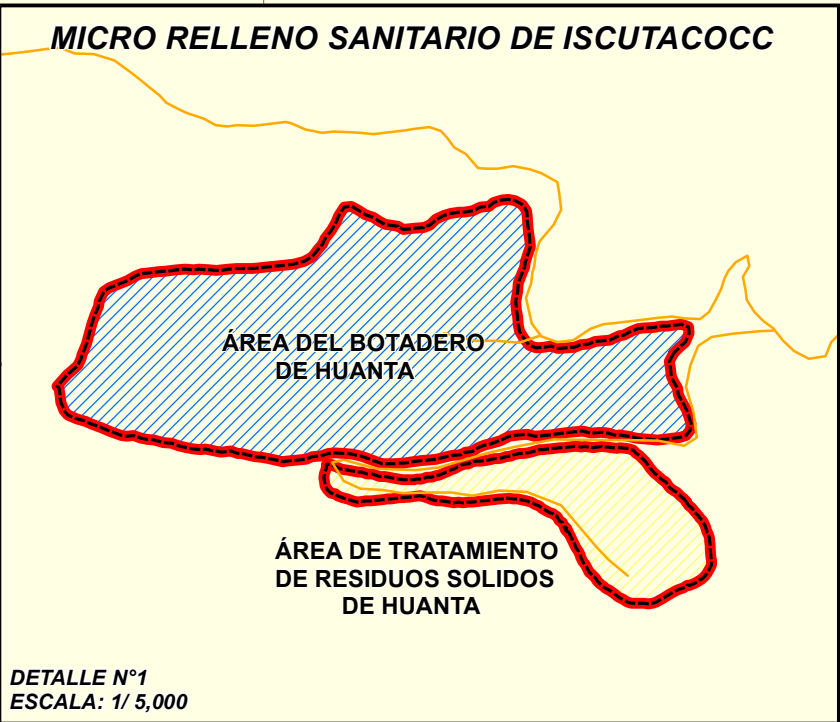 MICRO RELLENO SANITARIO DE ISCUTACOCC
ÁREA DEL BOTADERO
DE HUANTA
ÁREA DE TRATAMIENTO
DE RESIDUOS SOLIDOS
DE HUANTA
DETALLE N°1
ESCALA: 1/ 5,000